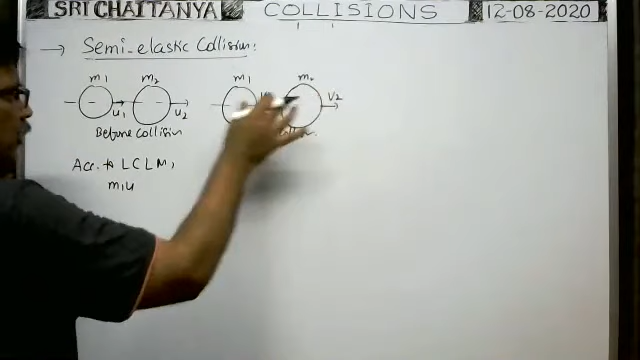 SRI CHAITANYA COLLISIONS 12-08-2020
→ Semi-elastic Collision:
m1 m2 m1
u1 u2 V2
Before Collision
Acc. to LCLM,
m1u